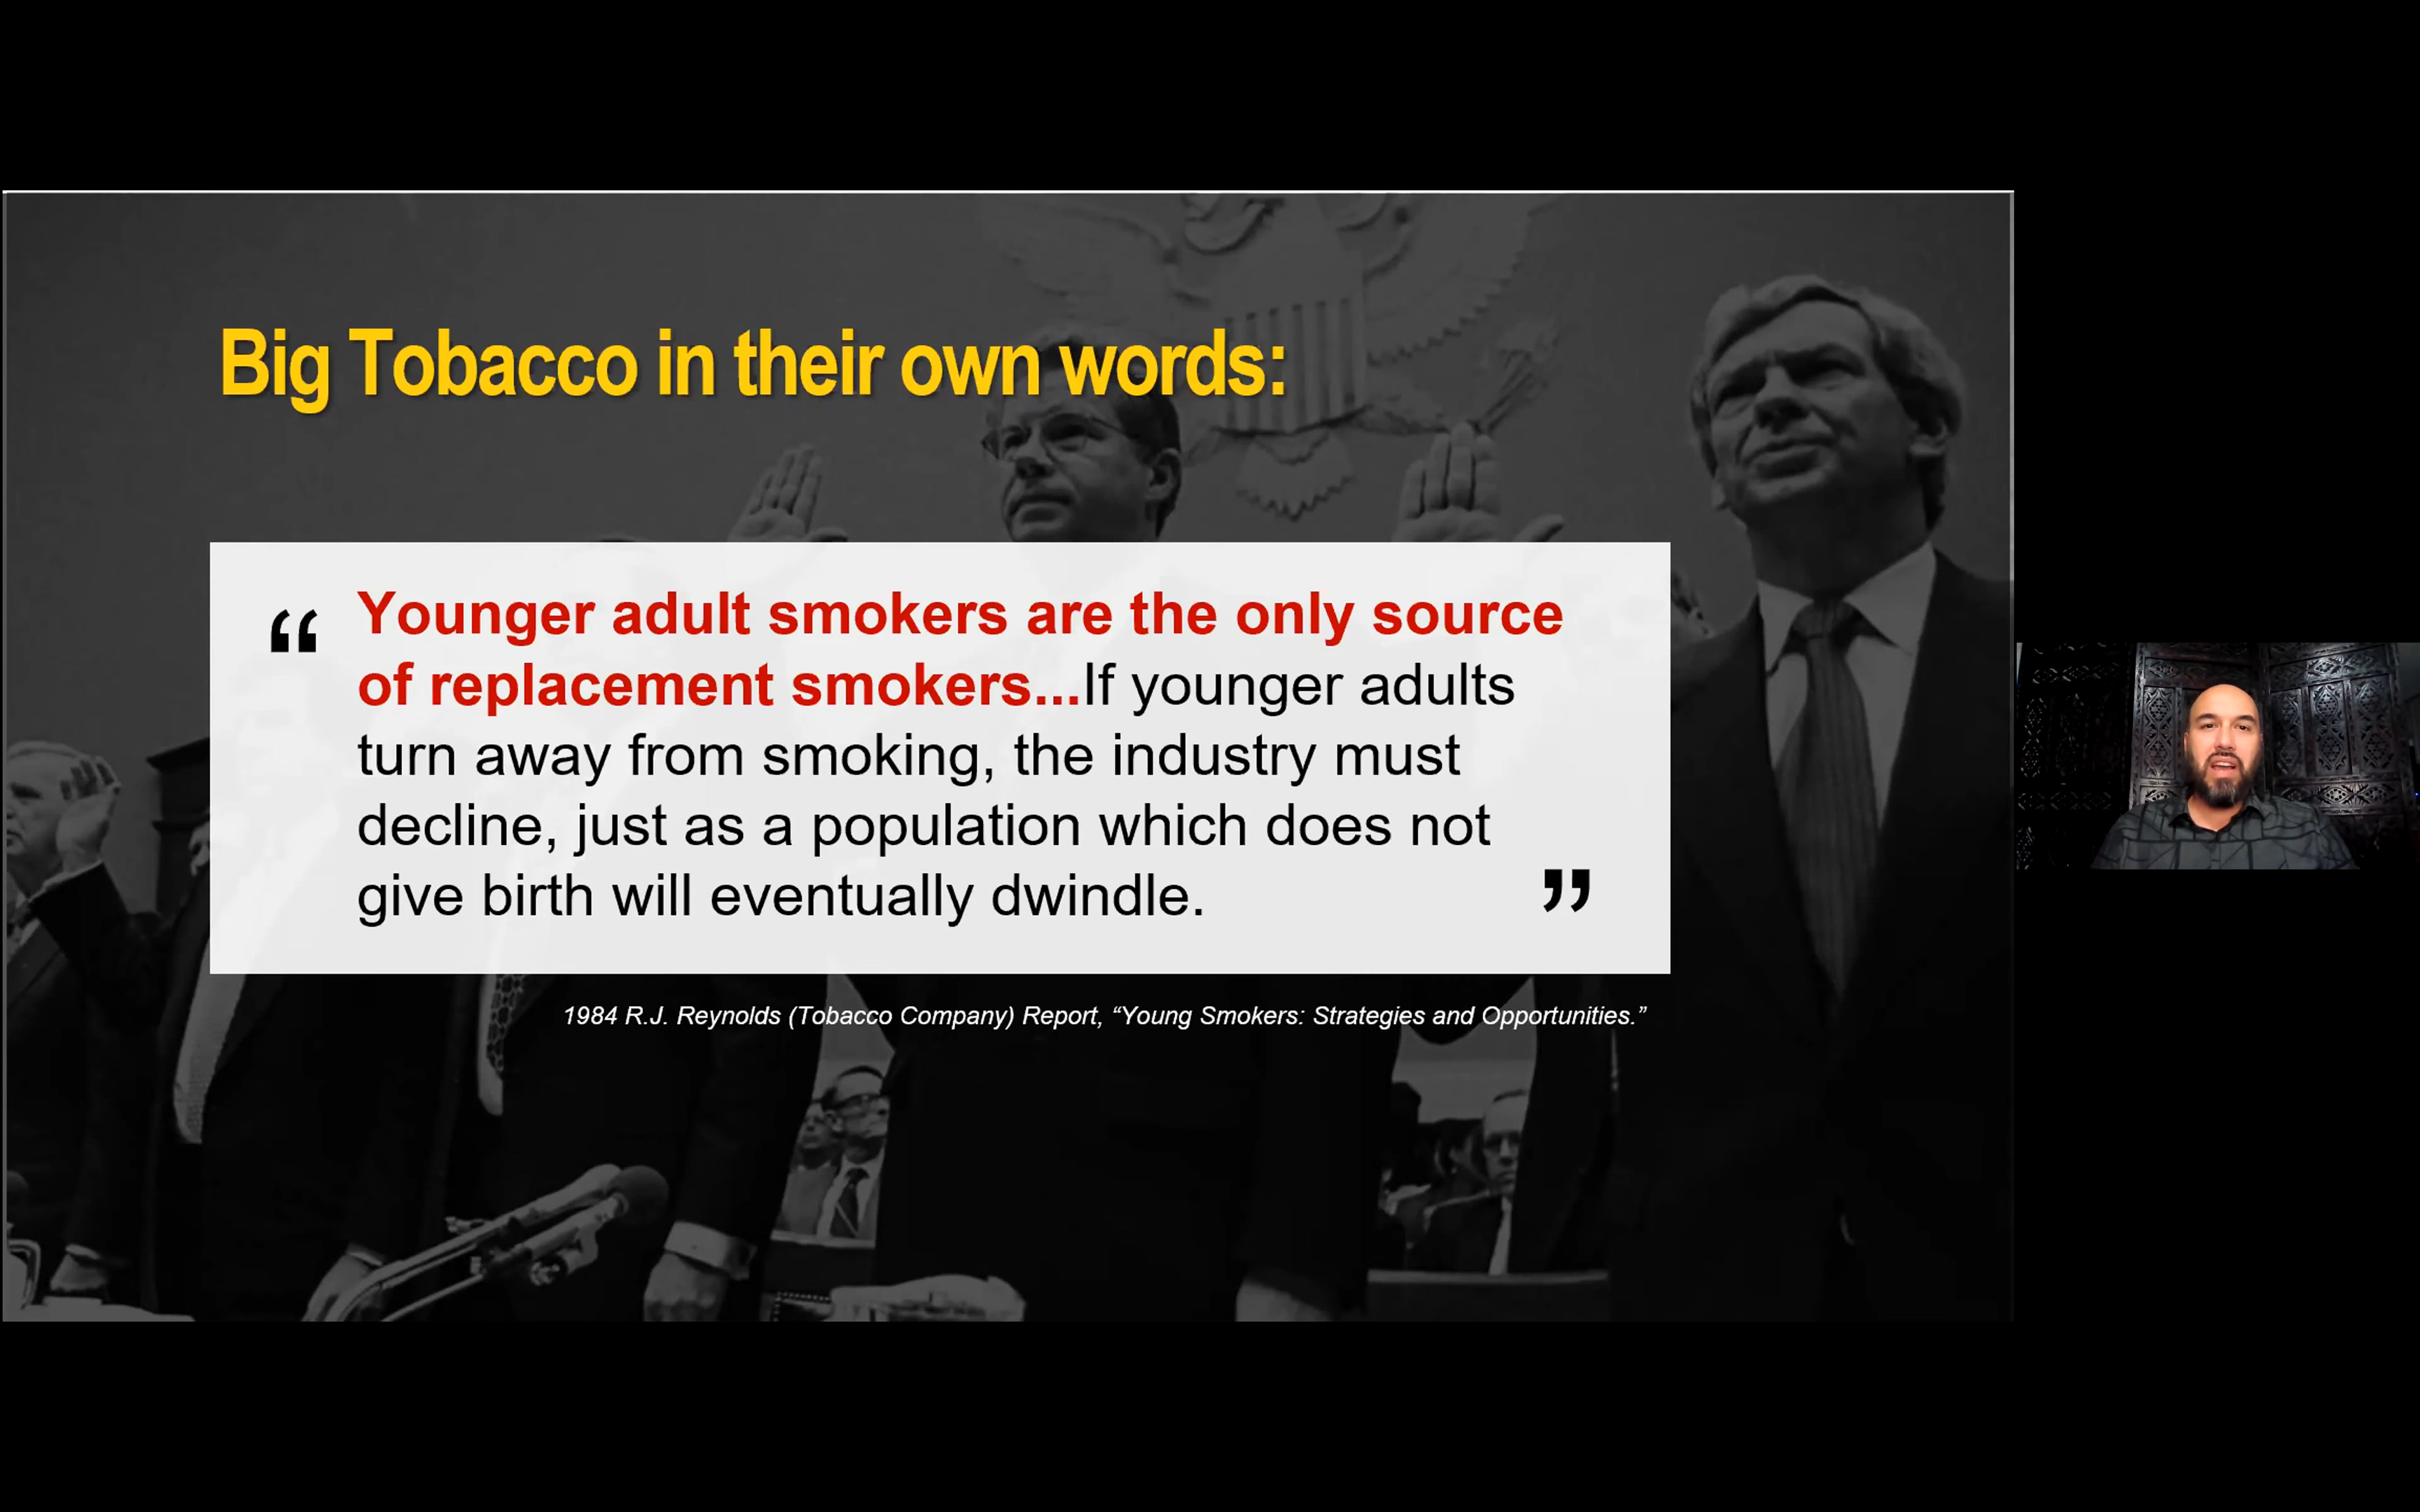 Big Tobacco in their own words:
“ Younger adult smokers are the only source
of replacement smokers...If younger adults
turn away from smoking, the industry must
decline, just as a population which does not
give birth will eventually dwindle. ”
1984 R.J. Reynolds (Tobacco Company) Report, “Young Smokers: Strategies and Opportunities.”